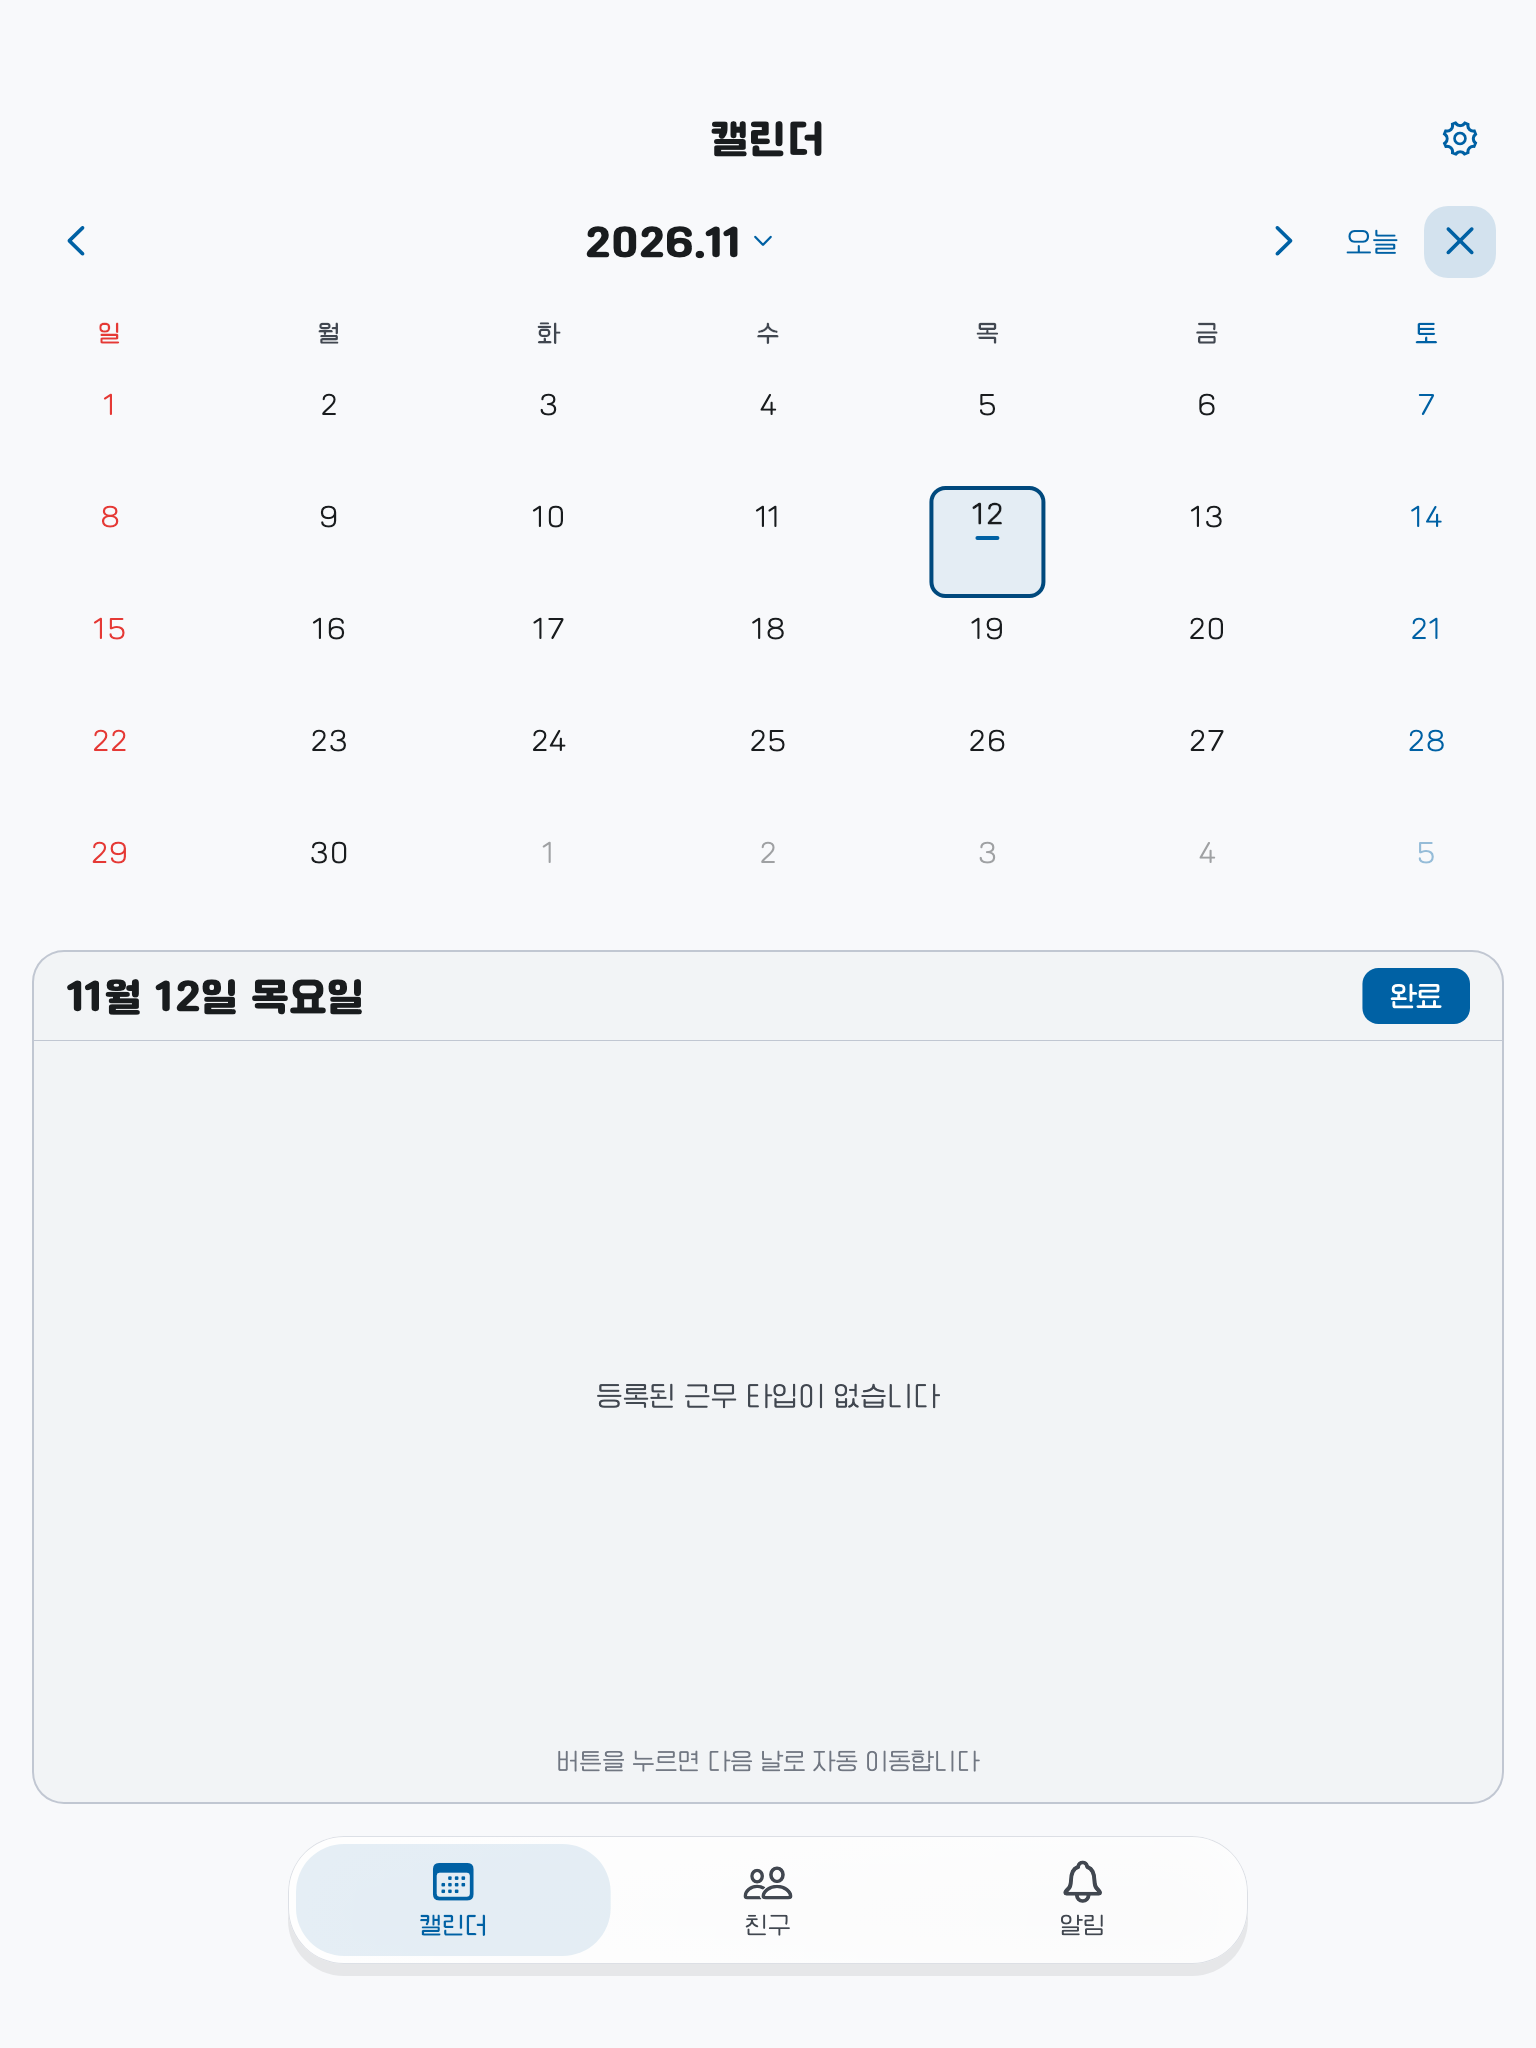 캘린더
2026.11
오늘
일 월 화 수 목 금 토
1 2 3 4 5 6 7
8 9 10 11 12 13 14
15 16 17 18 19 20 21
22 23 24 25 26 27 28
29 30 1 2 3 4 5
11월 12일 목요일
완료
등록된 근무 타입이 없습니다
버튼을 누르면 다음 날로 자동 이동합니다
캘린더 친구 알림